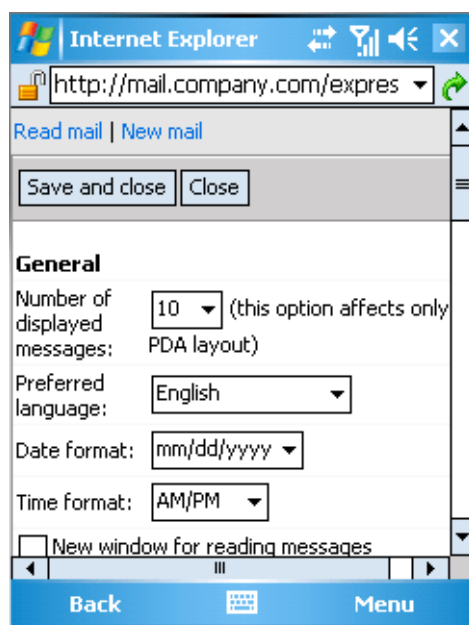 Internet Explorer
http://mail.company.com/expres
Read mail | New mail
Save and close Close
General
Number of
displayed
messages:
10 (this option affects only
PDA layout)
Preferred
language:
English
Date format: mm/dd/yyyy
Time format: AM/PM
New window for reading messages
Back Menu